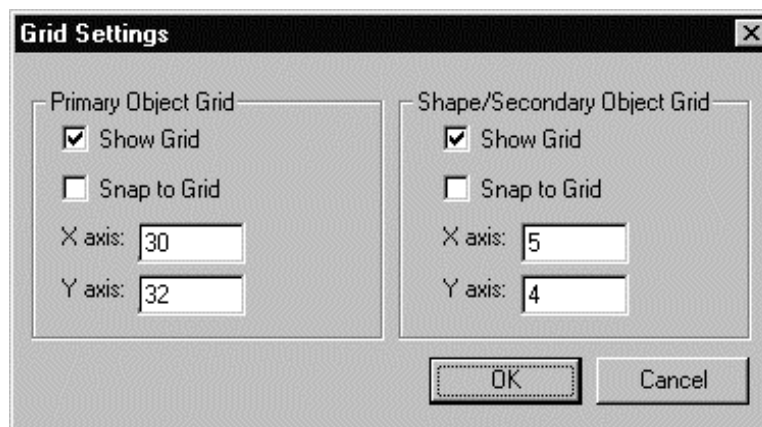 Grid Settings
Primary Object Grid
Show Grid
Snap to Grid
X axis: 30
Y axis: 32
Shape/Secondary Object Grid
Show Grid
Snap to Grid
X axis: 5
Y axis: 4
OK
Cancel